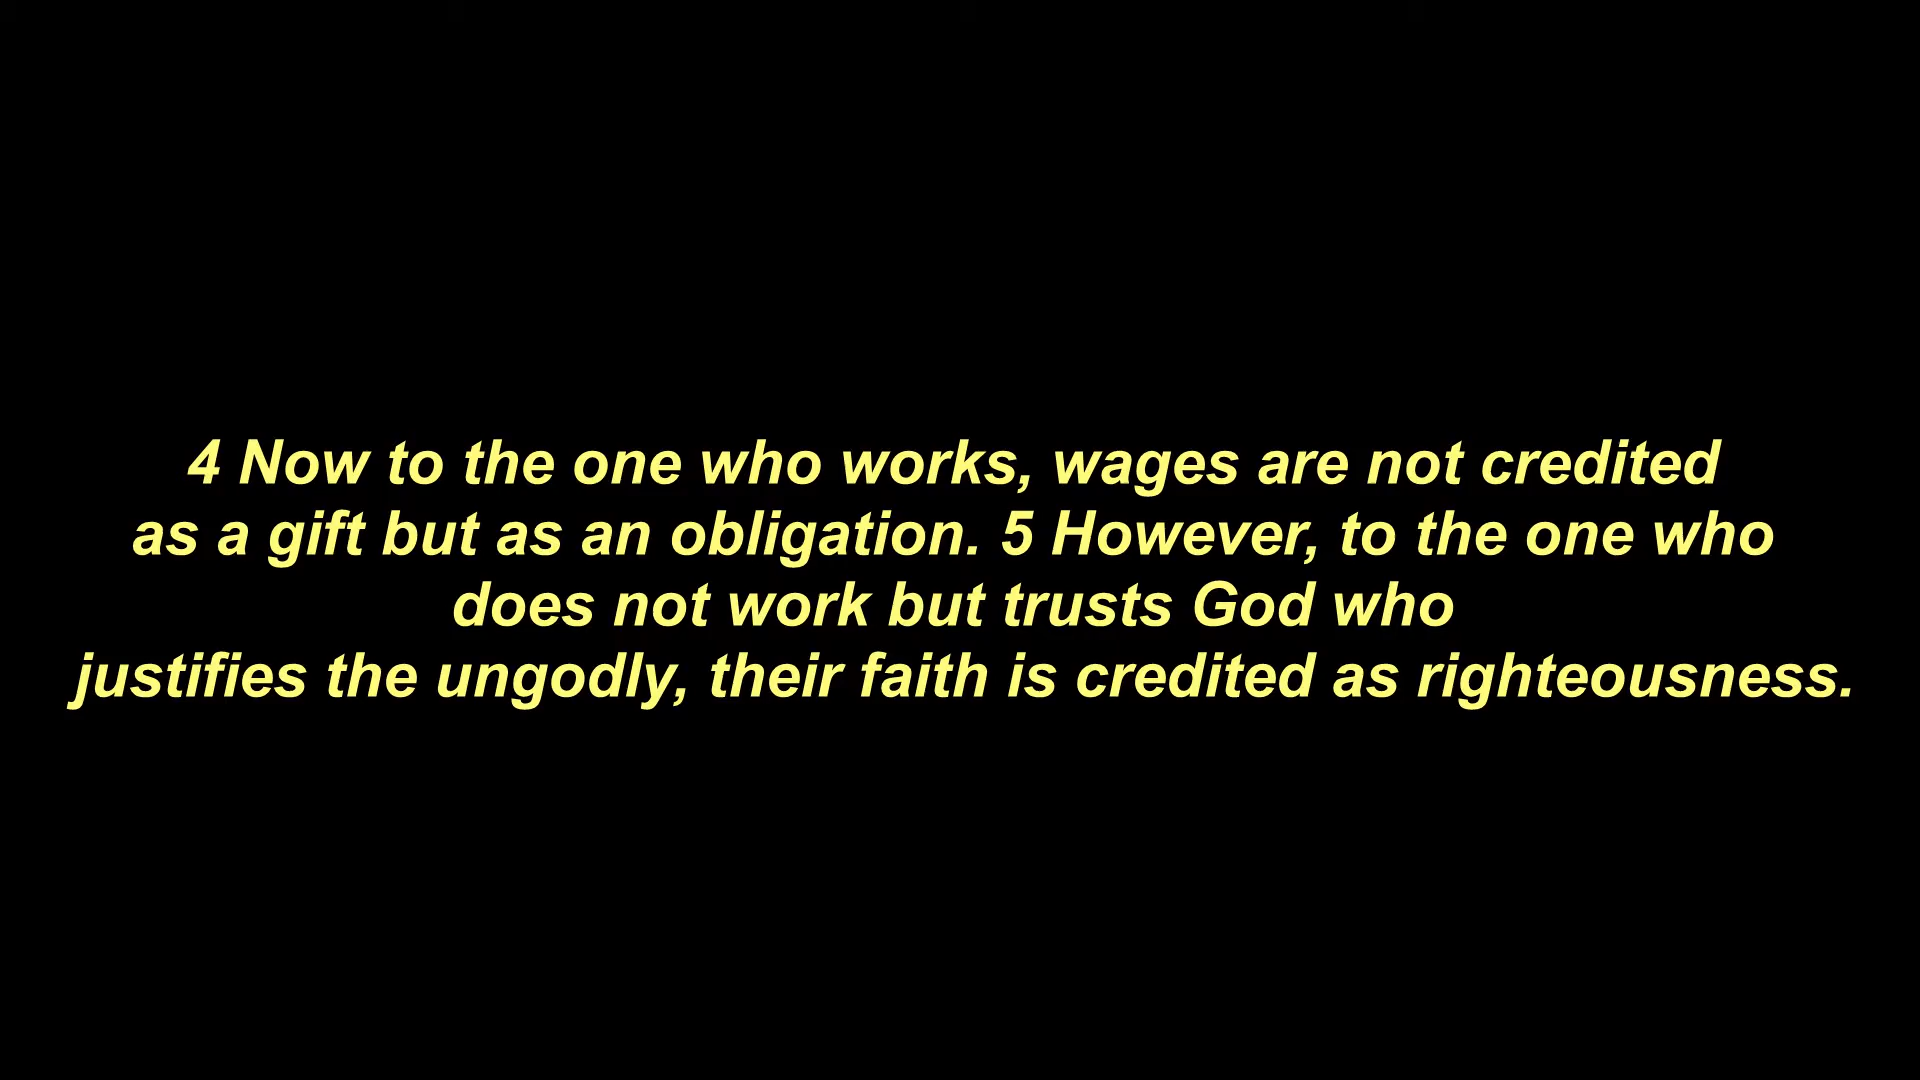 4 Now to the one who works, wages are not credited
as a gift but as an obligation. 5 However, to the one who
does not work but trusts God who
justifies the ungodly, their faith is credited as righteousness.